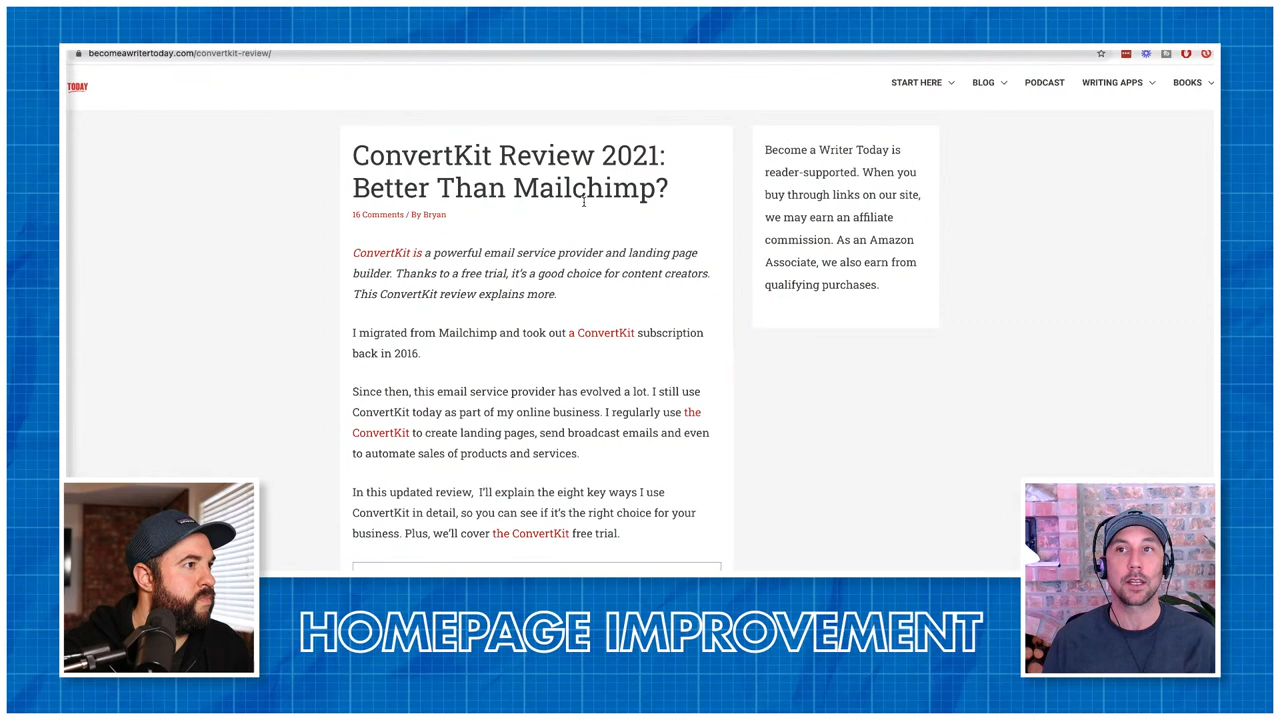 becomeawritertoday.com/convertkit-review/
TODAY
START HERE
BLOG
PODCAST
WRITING APPS
BOOKS
ConvertKit Review 2021:
Better Than Mailchimp?
16 Comments / By Bryan
ConvertKit is a powerful email service provider and landing page
builder. Thanks to a free trial, it's a good choice for content creators.
This ConvertKit review explains more.
I migrated from Mailchimp and took out a ConvertKit subscription
back in 2016.
Since then, this email service provider has evolved a lot. I still use
ConvertKit today as part of my online business. I regularly use the
ConvertKit to create landing pages, send broadcast emails and even
to automate sales of products and services.
In this updated review,  I'll explain the eight key ways I use
ConvertKit in detail, so you can see if it's the right choice for your
business. Plus, we'll cover the ConvertKit free trial.
Become a Writer Today is
reader-supported. When you
buy through links on our site,
we may earn an affiliate
commission. As an Amazon
Associate, we also earn from
qualifying purchases.
HOMEPAGE IMPROVEMENT